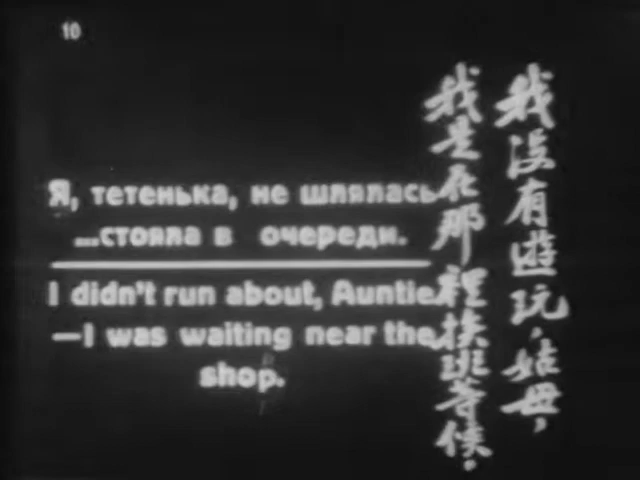 10
Я, тетенька, не шлялась
...стояла в очереди.
I didn't run about, Auntie
—I was waiting near the
shop.
我沒有遊玩，姑母，
我是在那裡挨班等候。